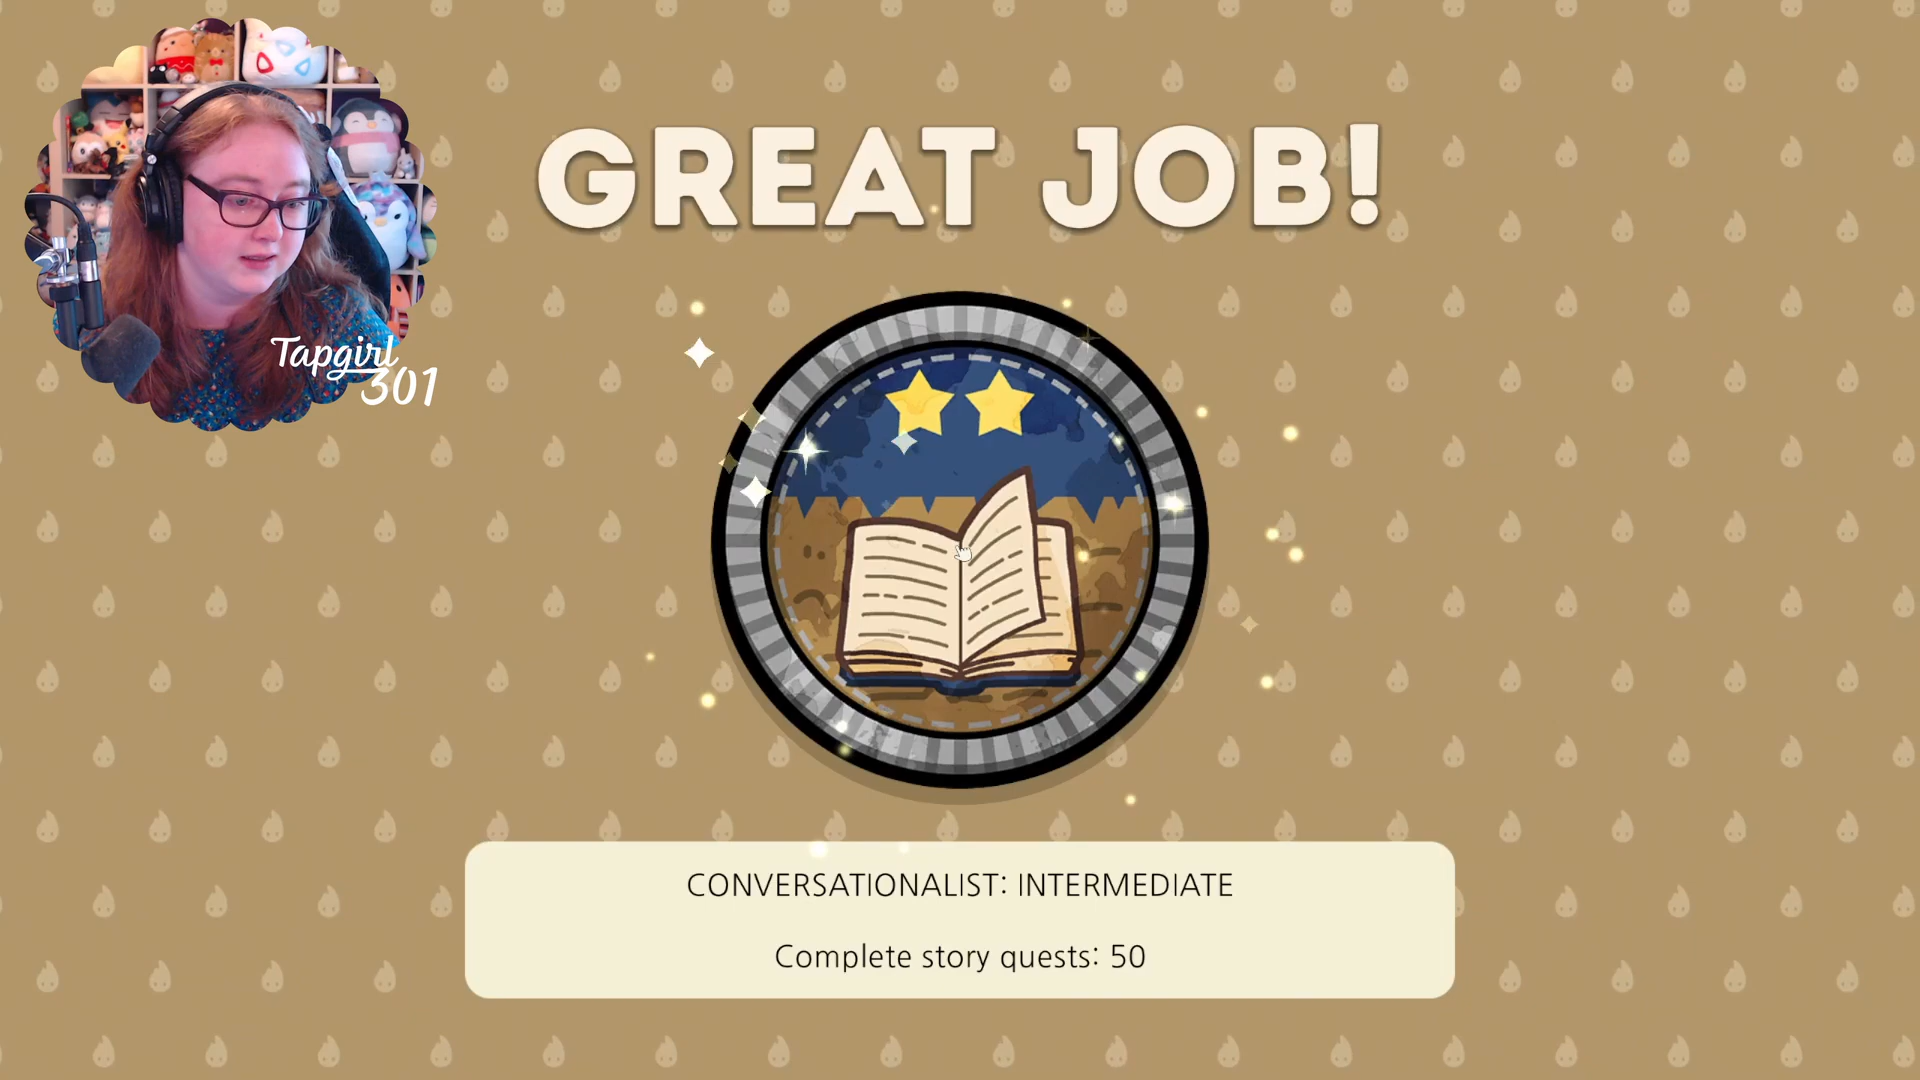 Tapgirl
301
GREAT JOB!
CONVERSATIONALIST: INTERMEDIATE
Complete story quests: 50